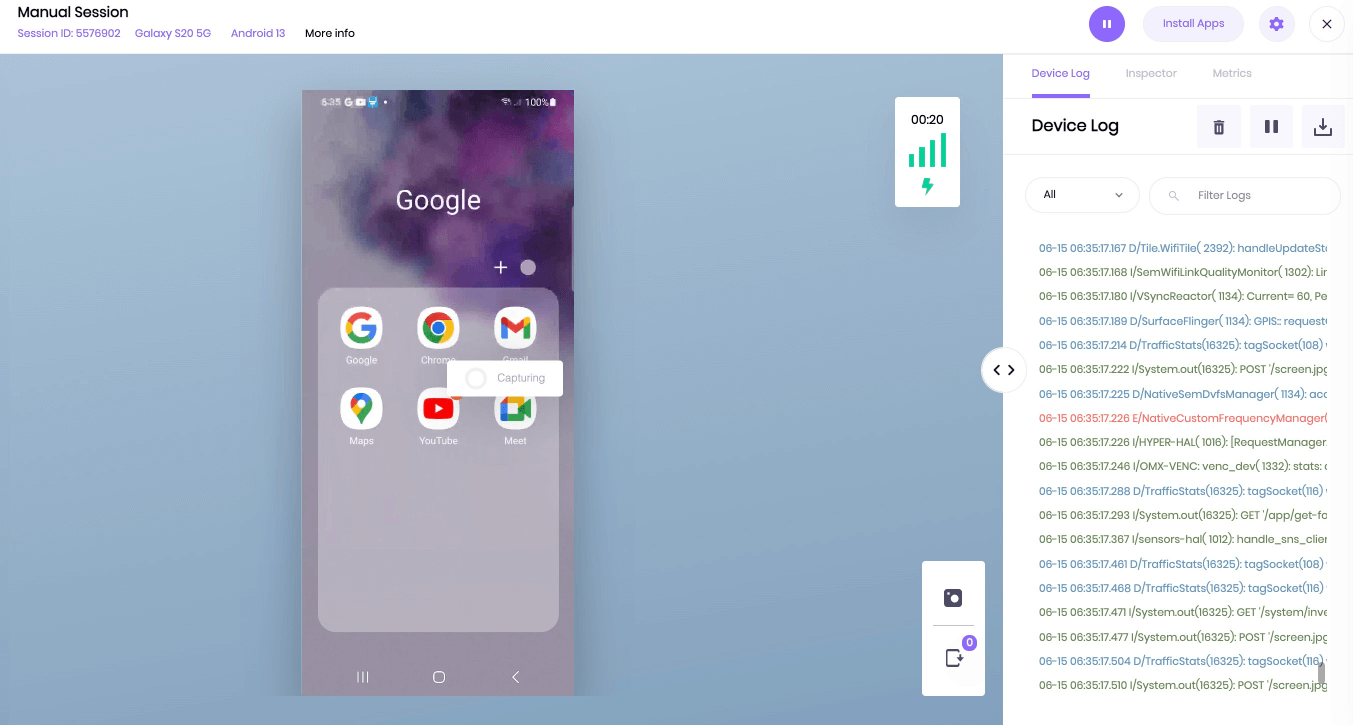 Manual Session
Session ID: 5576902 Galaxy S20 5G Android 13 More info
Install Apps
6:35 100%
Google
Google Chrome Gmail
Capturing
Maps YouTube Meet
00:20
0
Device Log Inspector Metrics
Device Log
All Filter Logs
06-15 06:35:17.167 D/Tile.WifiTile( 2392): handleUpdateSta
06-15 06:35:17.168 I/SemWifiLinkQualityMonitor( 1302): Lin
06-15 06:35:17.180 I/VSyncReactor( 1134): Current= 60, Pe
06-15 06:35:17.189 D/SurfaceFlinger( 1134): GPIS:: request
06-15 06:35:17.214 D/TrafficStats(16325): tagSocket(108)
06-15 06:35:17.222 I/System.out(16325): POST '/screen.jpg
06-15 06:35:17.225 D/NativeSemDvfsManager( 1134): acc
06-15 06:35:17.226 E/NativeCustomFrequencyManager(
06-15 06:35:17.226 I/HYPER-HAL( 1016): [RequestManager
06-15 06:35:17.246 I/OMX-VENC: venc_dev( 1332): stats:
06-15 06:35:17.288 D/TrafficStats(16325): tagSocket(116)
06-15 06:35:17.293 I/System.out(16325): GET '/app/get-fo
06-15 06:35:17.367 I/sensors-hal( 1012): handle_sns_clien
06-15 06:35:17.461 D/TrafficStats(16325): tagSocket(108)
06-15 06:35:17.468 D/TrafficStats(16325): tagSocket(116)
06-15 06:35:17.471 I/System.out(16325): GET '/system/inve
06-15 06:35:17.477 I/System.out(16325): POST '/screen.jpg
06-15 06:35:17.504 D/TrafficStats(16325): tagSocket(116)
06-15 06:35:17.510 I/System.out(16325): POST '/screen.jpg